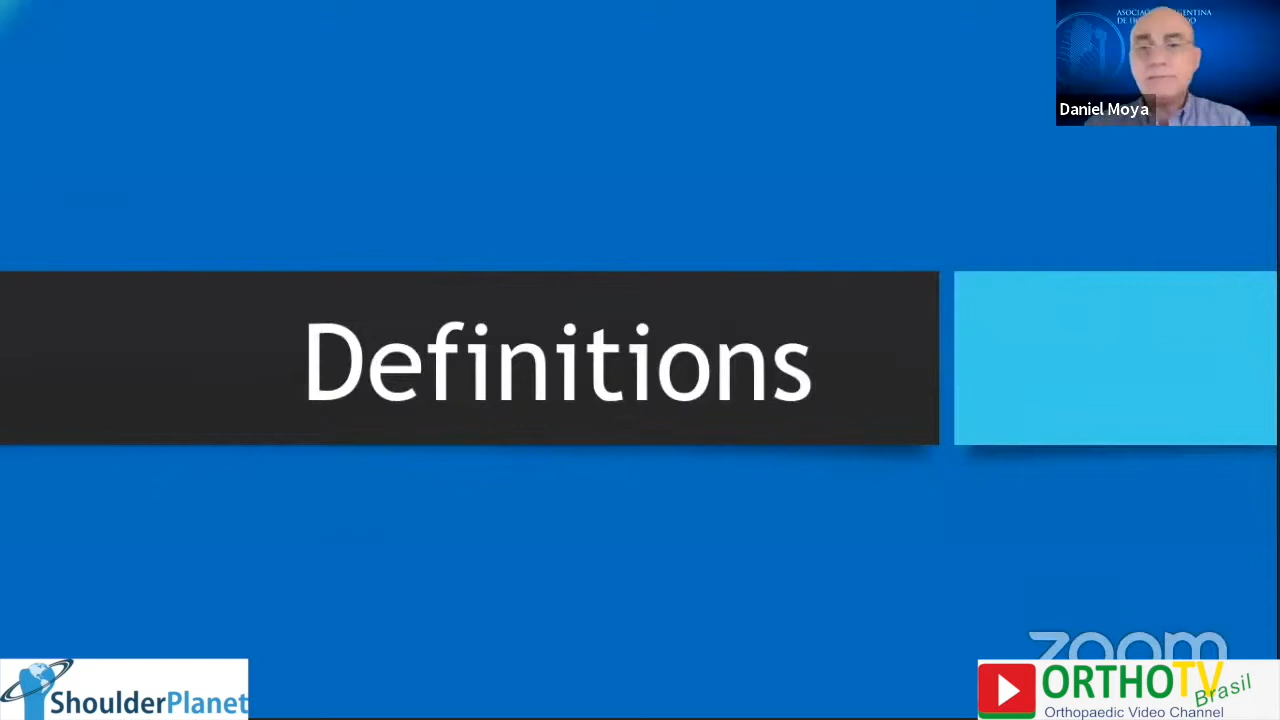 Daniel Moya
Definitions
zoom
ShoulderPlanet
ORTHOTV
Brasil
Orthopaedic Video Channel